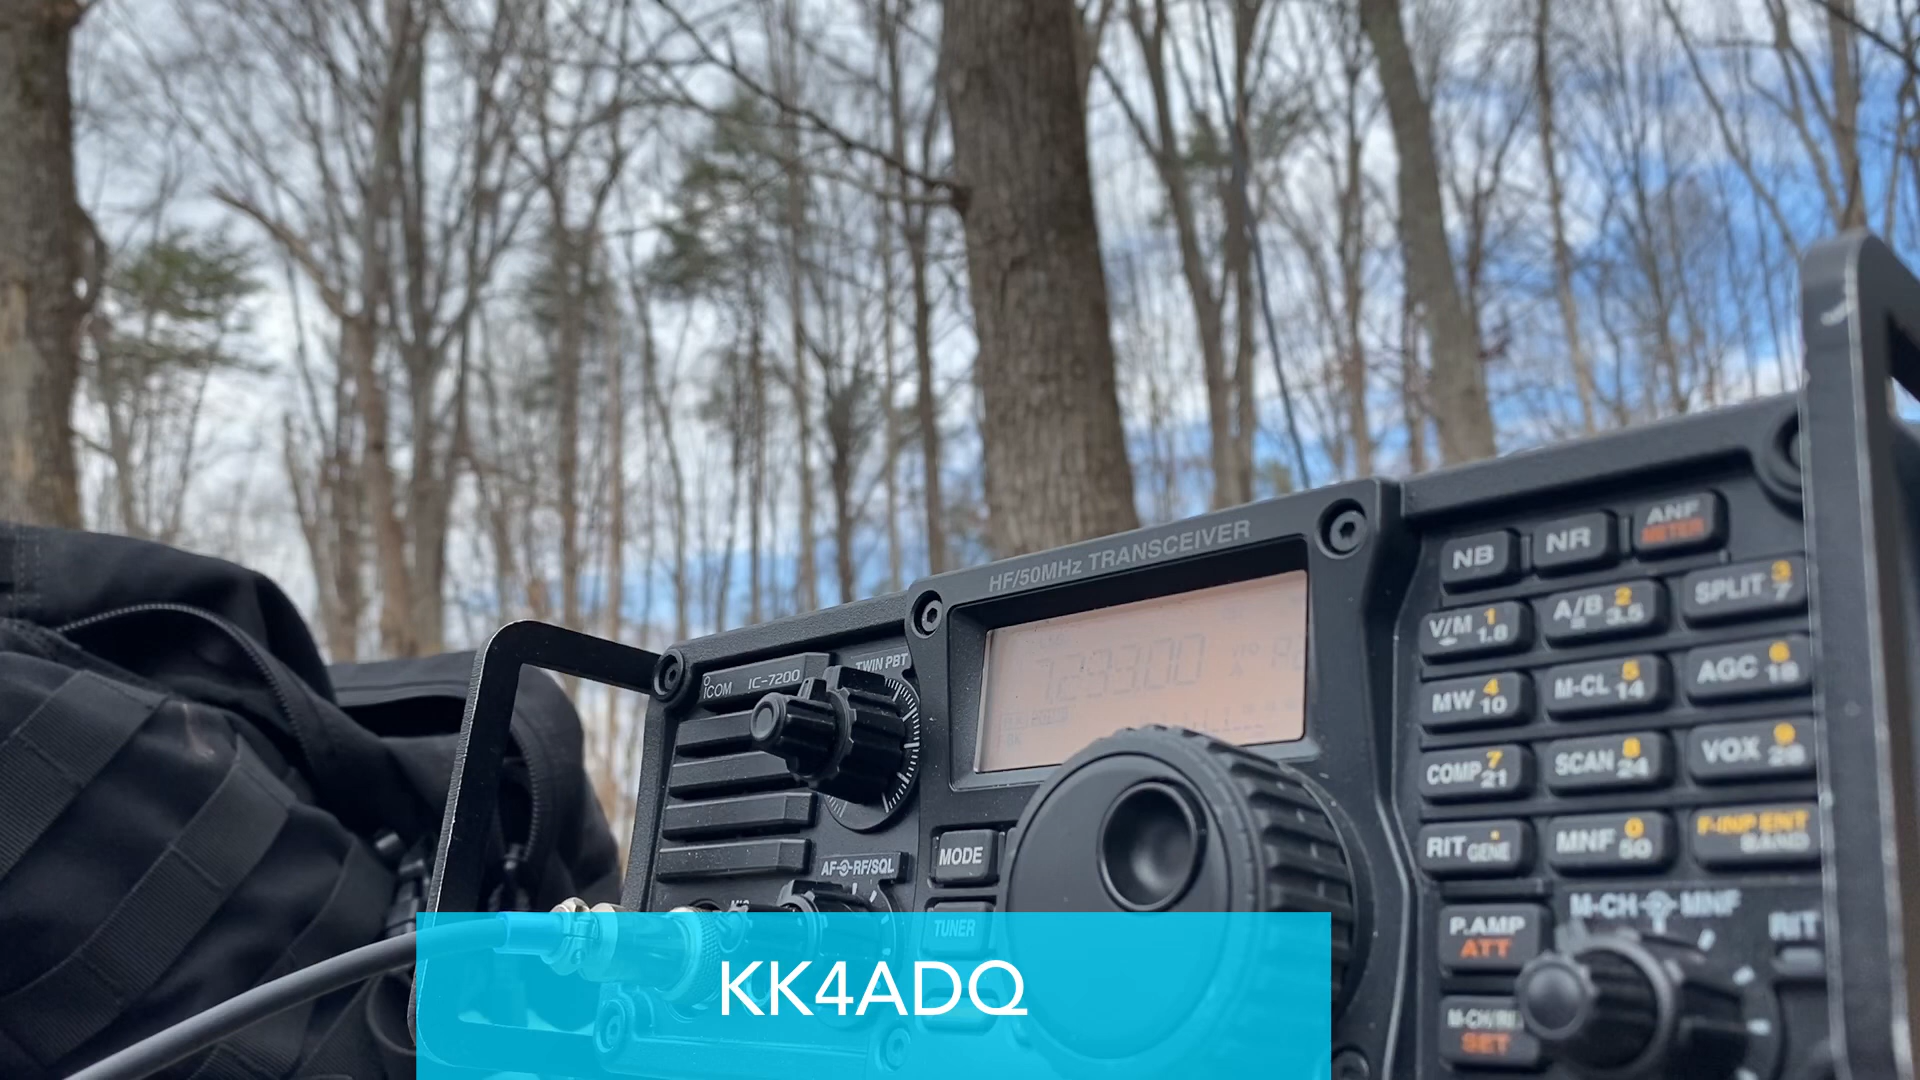 HF/50MHz TRANSCEIVER
ICOM IC-7200
TWIN PBT
7.293.00
AF RF/SQL
MODE
TUNER
NB NR ANF
METER
V/M 1 1.8 A/B 2 3.5 SPLIT 3 7
MW 4 10 M-CL 5 14 AGC 6 18
COMP 7 21 SCAN 8 24 VOX 9 28
RIT . GENE MNF 0 50 F-INP ENT
BAND
M-CH MNF
P.AMP
ATT
RIT
SET
KK4ADQ